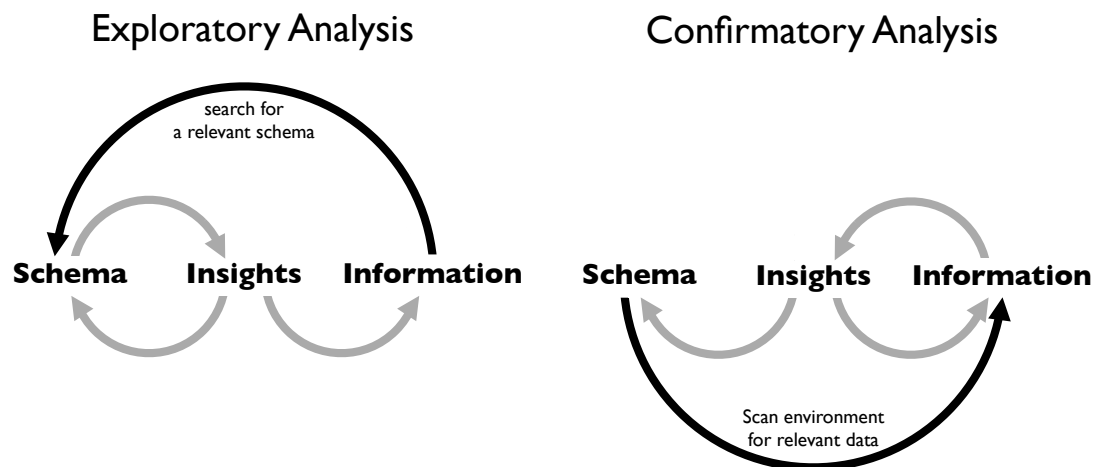 Exploratory Analysis
Confirmatory Analysis
search for
a relevant schema
Schema
Insights
Information
Schema
Insights
Information
Scan environment
for relevant data